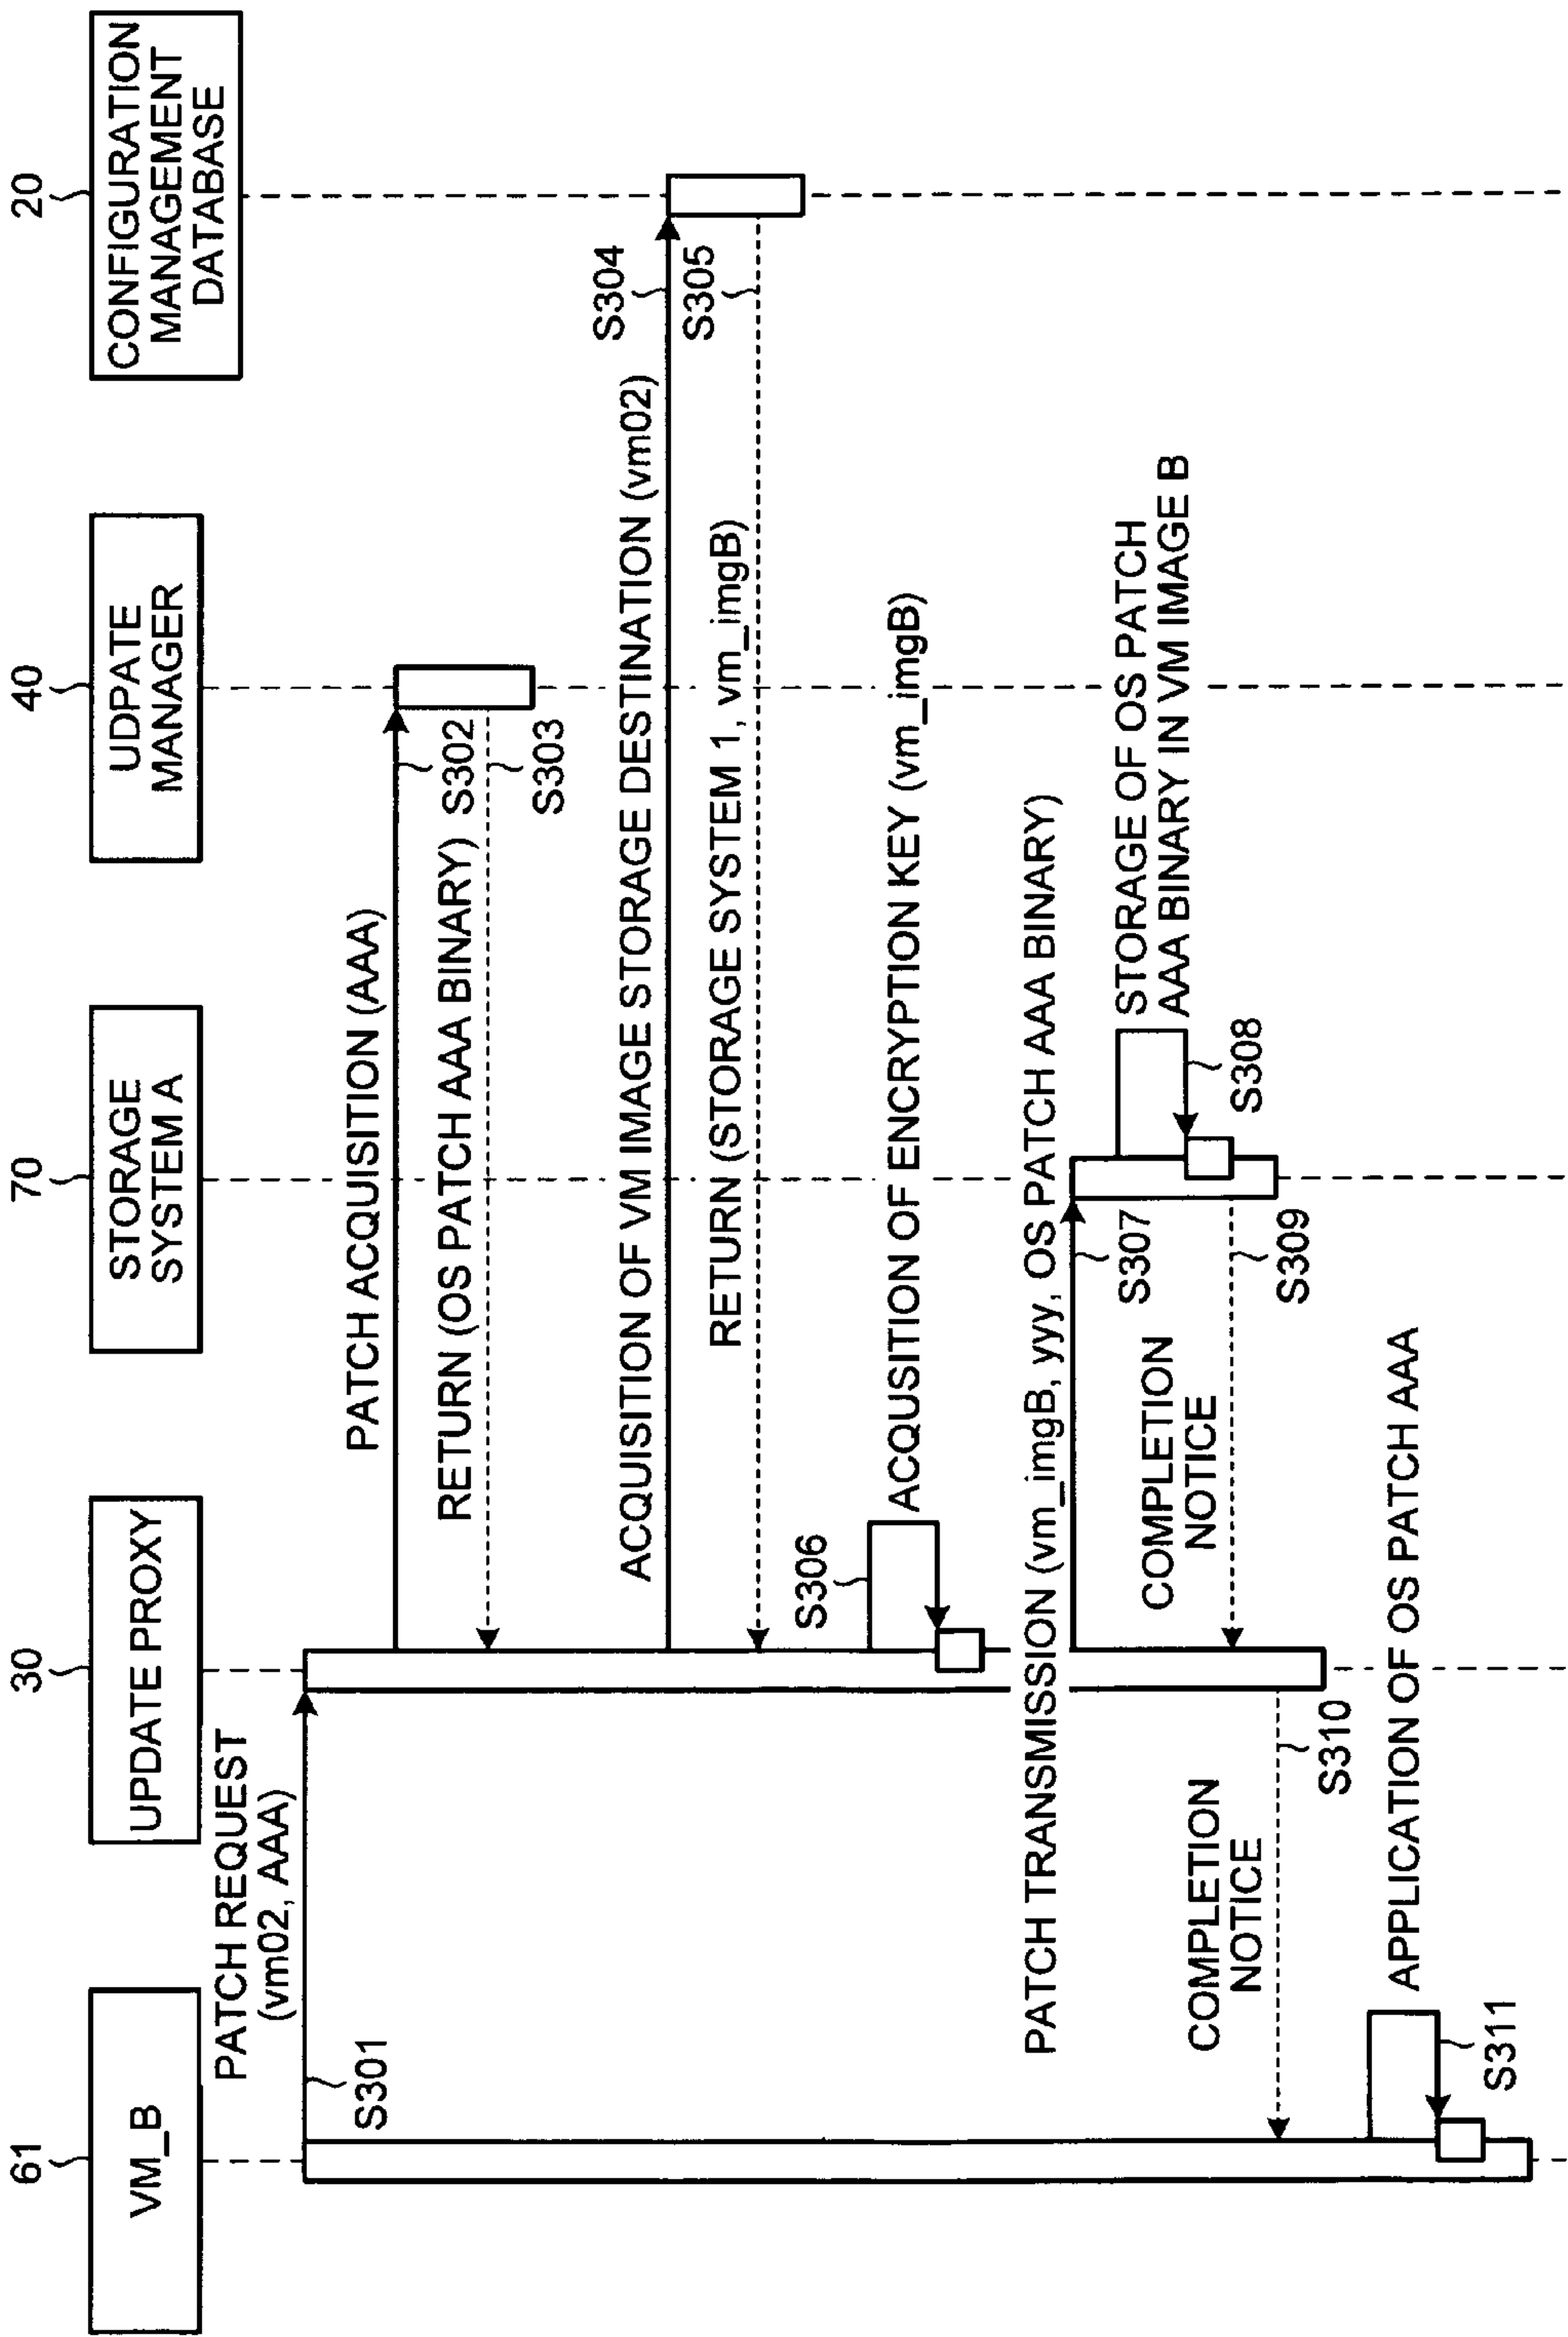 61
VM_B
30
UPDATE PROXY
70
STORAGE
SYSTEM A
40
UDPATE
MANAGER
20
CONFIGURATION
MANAGEMENT
DATABASE
PATCH REQUEST
(vm02, AAA)
S301
PATCH ACQUISITION (AAA)
S302
RETURN (OS PATCH AAA BINARY)
S303
ACQUISITION OF VM IMAGE STORAGE DESTINATION (vm02)
S304
RETURN (STORAGE SYSTEM 1, vm_imgB)
S305
S306
ACQUSITION OF ENCRYPTION KEY (vm_imgB)
PATCH TRANSMISSION (vm_imgB, yyy, OS PATCH AAA BINARY)
S307
STORAGE OF OS PATCH
AAA BINARY IN VM IMAGE B
S308
COMPLETION
NOTICE
S309
COMPLETION
NOTICE
S310
APPLICATION OF OS PATCH AAA
S311